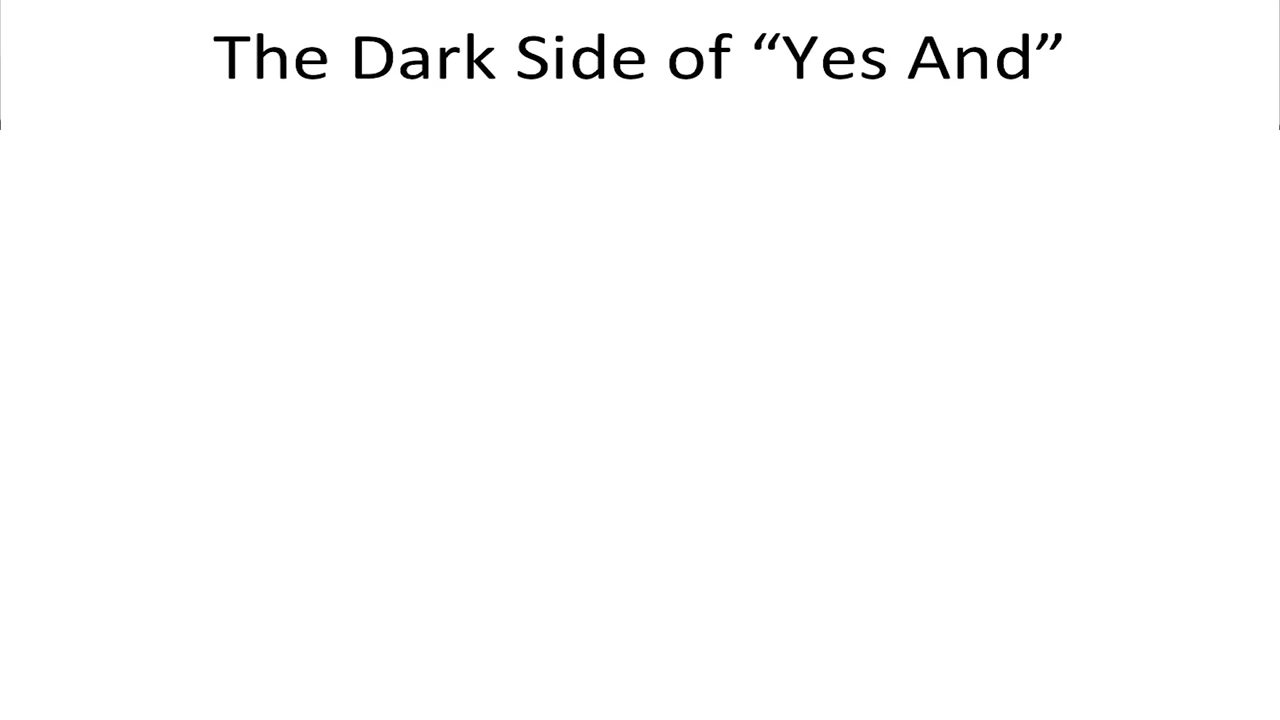 The Dark Side of “Yes And”